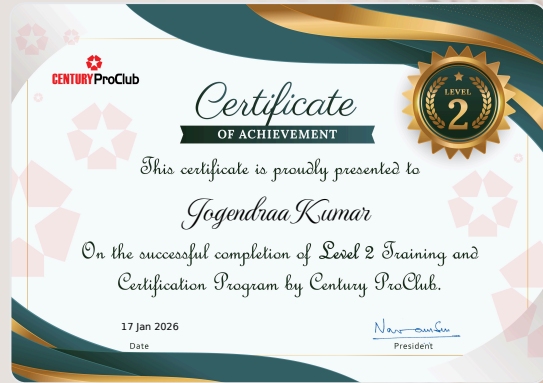 CENTURY ProClub
Certificate
OF ACHIEVEMENT
LEVEL
2
This certificate is proudly presented to
Jogendraa Kumar
On the successful completion of Level 2 Training and
Certification Program by Century ProClub.
17 Jan 2026
Date
President